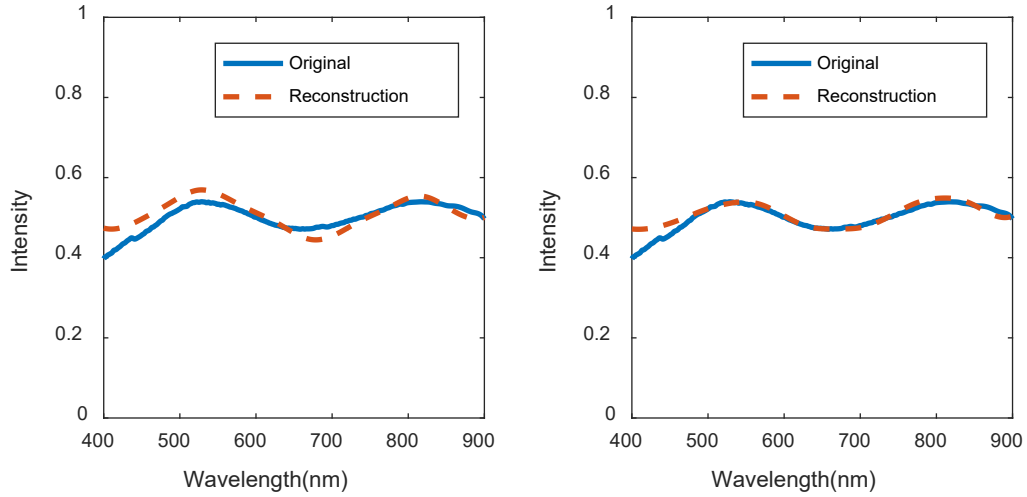 1
0.8
0.6
0.4
0.2
0
Intensity
Original
Reconstruction
400 500 600 700 800 900
Wavelength(nm)
1
0.8
0.6
0.4
0.2
0
Intensity
Original
Reconstruction
400 500 600 700 800 900
Wavelength(nm)